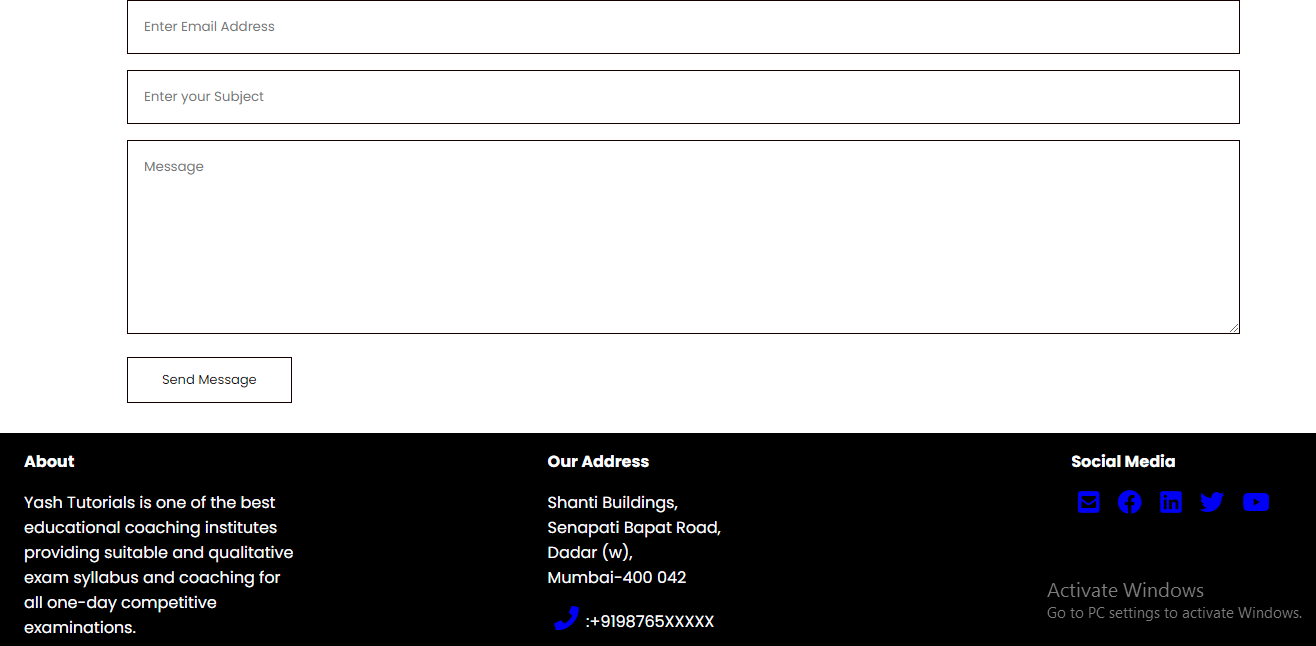 Enter Email Address
Enter your Subject
Message
Send Message
About
Yash Tutorials is one of the best
educational coaching institutes
providing suitable and qualitative
exam syllabus and coaching for
all one-day competitive
examinations.
Our Address
Shanti Buildings,
Senapati Bapat Road,
Dadar (w),
Mumbai-400 042
:+9198765XXXXX
Social Media
Activate Windows
Go to PC settings to activate Windows.